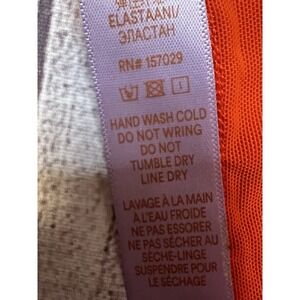 ELASTAANI/
ЭЛАСТАН
RN# 157029
HAND WASH COLD
DO NOT WRING
DO NOT
TUMBLE DRY
LINE DRY
LAVAGE À LA MAIN
À L'EAU FROIDE
NE PAS ESSORER
NE PAS SÉCHER AU
SÈCHE-LINGE
SUSPENDRE POUR
LE SÉCHAGE